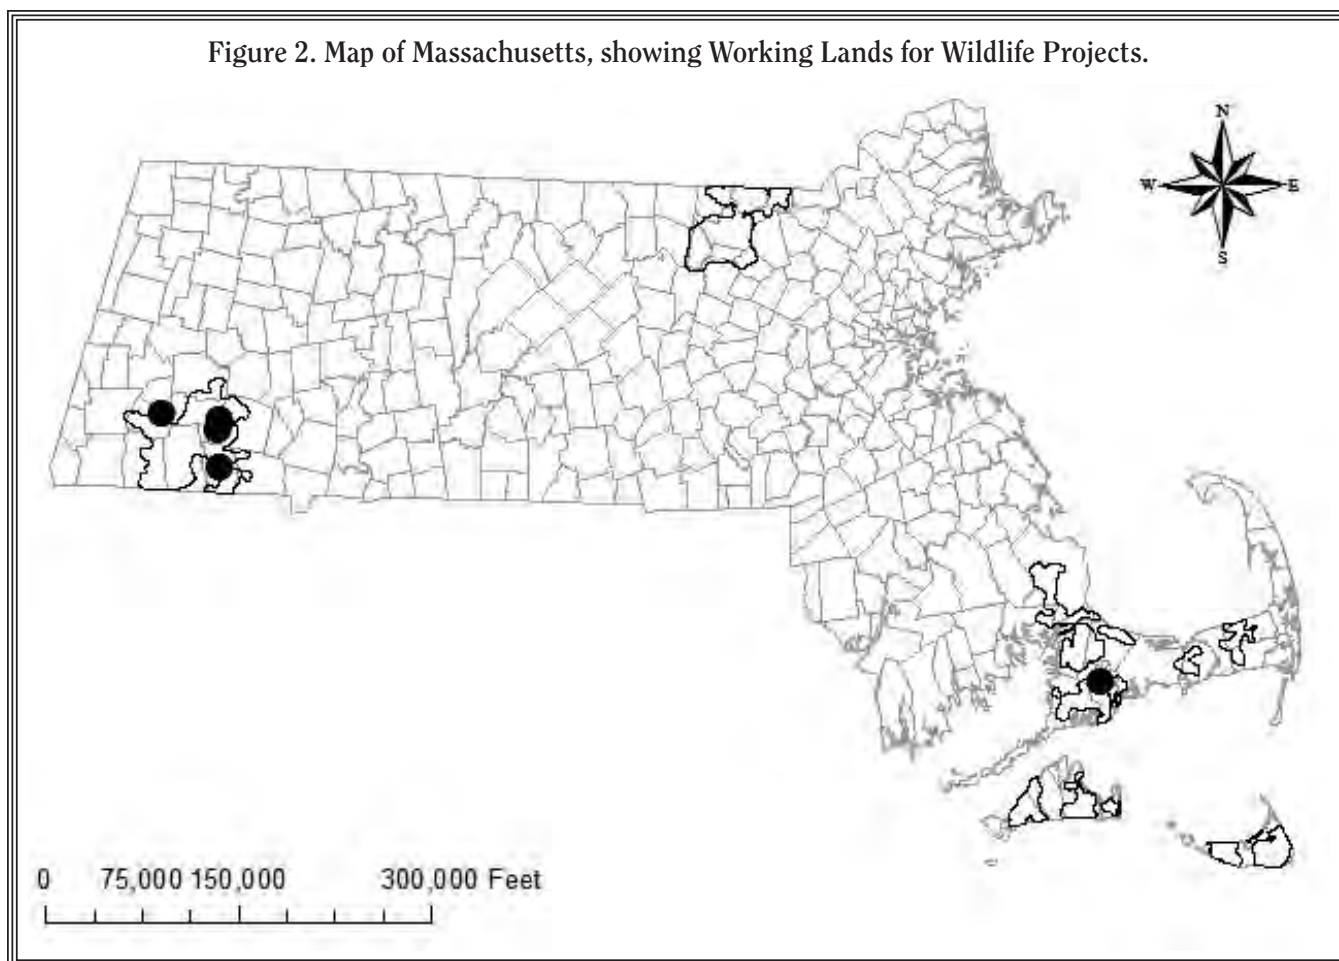 Figure 2. Map of Massachusetts, showing Working Lands for Wildlife Projects.
N
W E
S
0 75,000 150,000 300,000 Feet